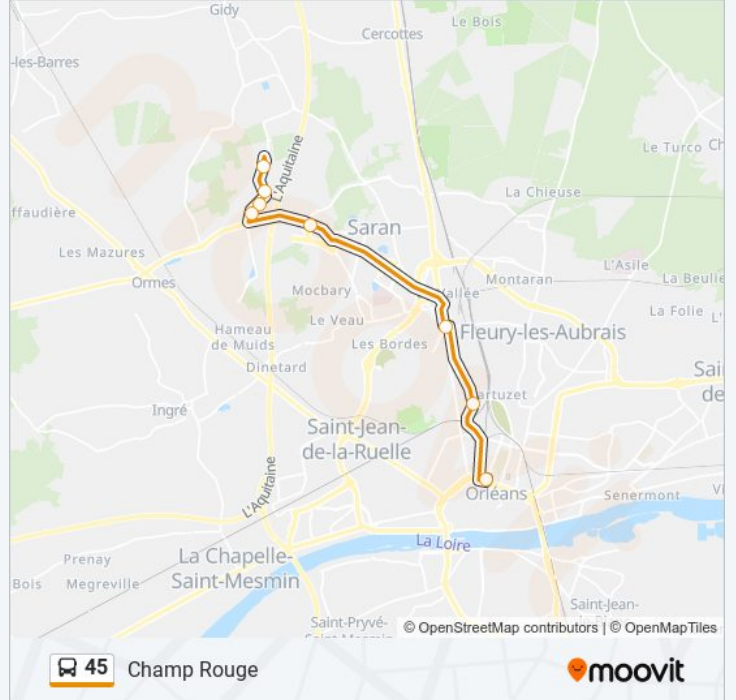 Gidy
Le Bois
Cercottes
-les-Barres
Le Turco Ch
L'Aquitaine
La Chieuse
ffaudière
Saran
Les Mazures
L'Asile
Montaran
La Beulie
Ormes
Mocbary
Vallée
La Folie L'
Le Veau
Hameau
de Muids
Fleury-les-Aubrais
Les Bordes
Dinetard
Sai
de
artuzet
Ingré
Saint-Jean-
de-la-Ruelle
L'Aquitaine
Orléans
Senermont
Vi
La Loire
La Chapelle-
Saint-Mesmin
Prenay
Bois
Megreville
Saint-Jean-
Saint-Pryvé-
© OpenStreetMap contributors | © OpenMapTiles
45 Champ Rouge
moovit